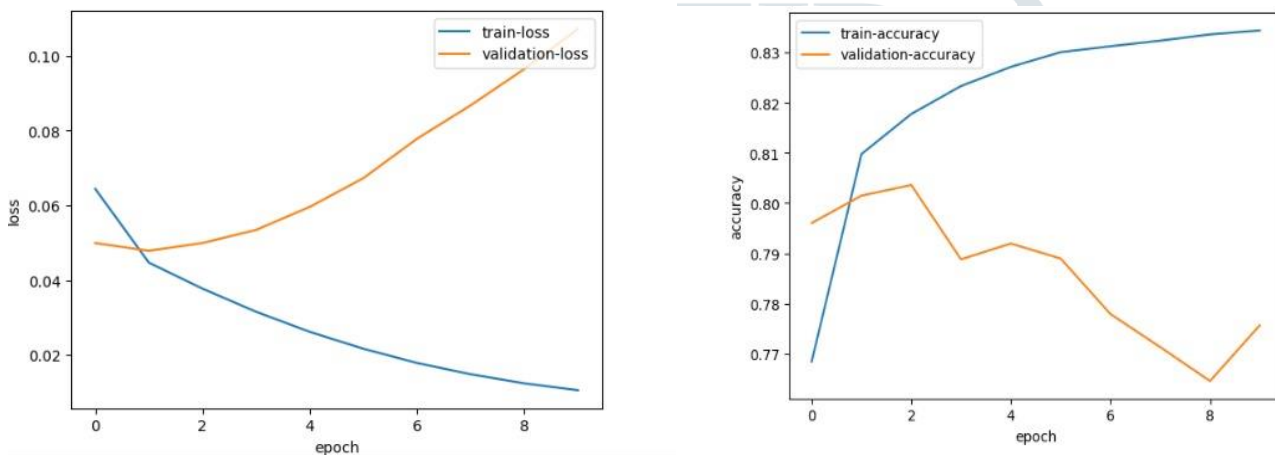 train-loss
validation-loss
0.10
0.08
0.06
0.04
0.02
loss
0 2 4 6 8
epoch
train-accuracy
validation-accuracy
0.83
0.82
0.81
0.80
0.79
0.78
0.77
accuracy
0 2 4 6 8
epoch